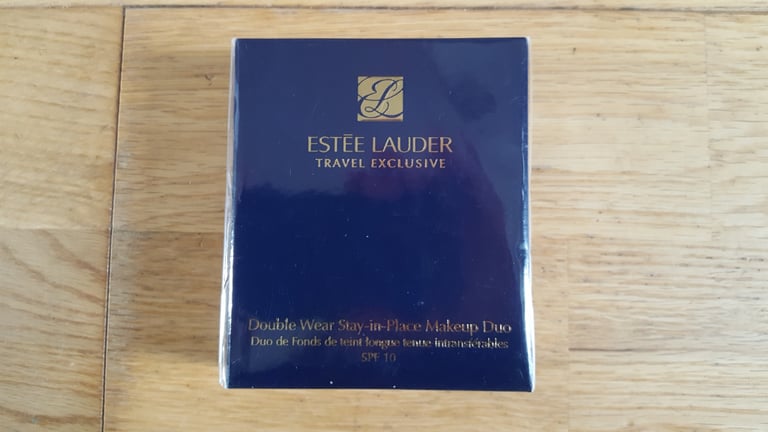 EL
ESTĒE LAUDER
TRAVEL EXCLUSIVE
Double Wear Stay-in-Place Makeup Duo
Duo de Fonds de teint longue tenue intransférables
SPF 10